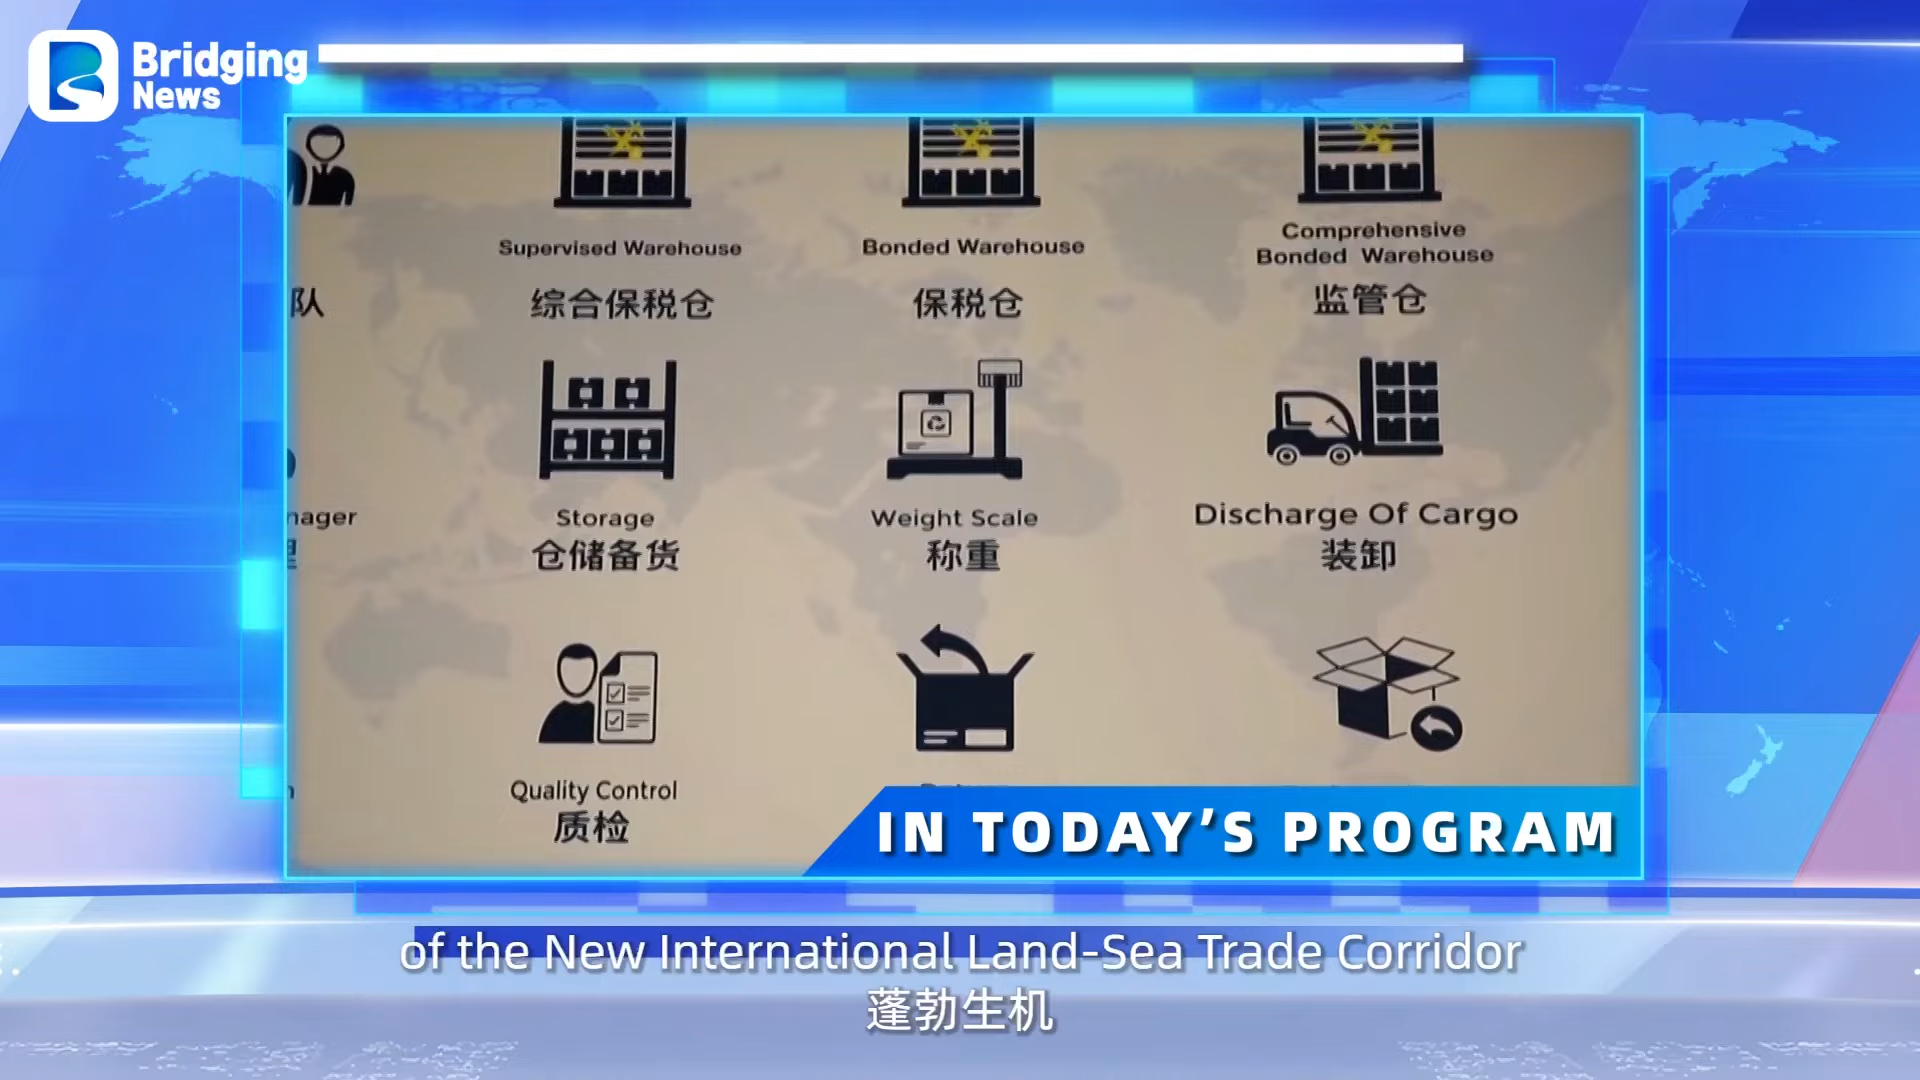 Bridging
News
Supervised Warehouse
综合保税仓
Bonded Warehouse
保税仓
Comprehensive
Bonded Warehouse
监管仓
队
nager
Storage
仓储备货
Weight Scale
称重
Discharge Of Cargo
装卸
Quality Control
质检
IN TODAY'S PROGRAM
of the New International Land-Sea Trade Corridor
蓬勃生机